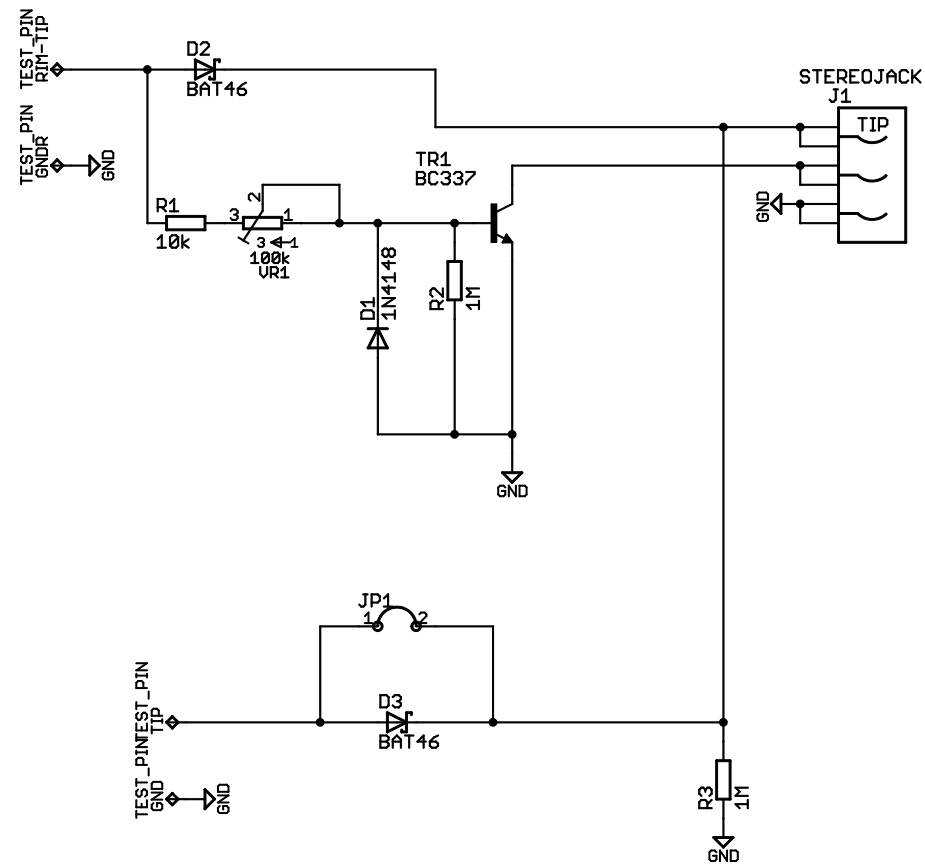 TEST_PIN
RIM-TIP
D2
BAT46
STEREOJACK
J1
TIP
TEST_PIN
GNDR
GND
TR1
BC337
GND
R1
10k
3
2
1
3
1
100k
VR1
D1
1N4148
R2
1M
GND
JP1
1
2
TEST_PIN
TIP
D3
BAT46
TEST_PIN
GND
GND
R3
1M
GND